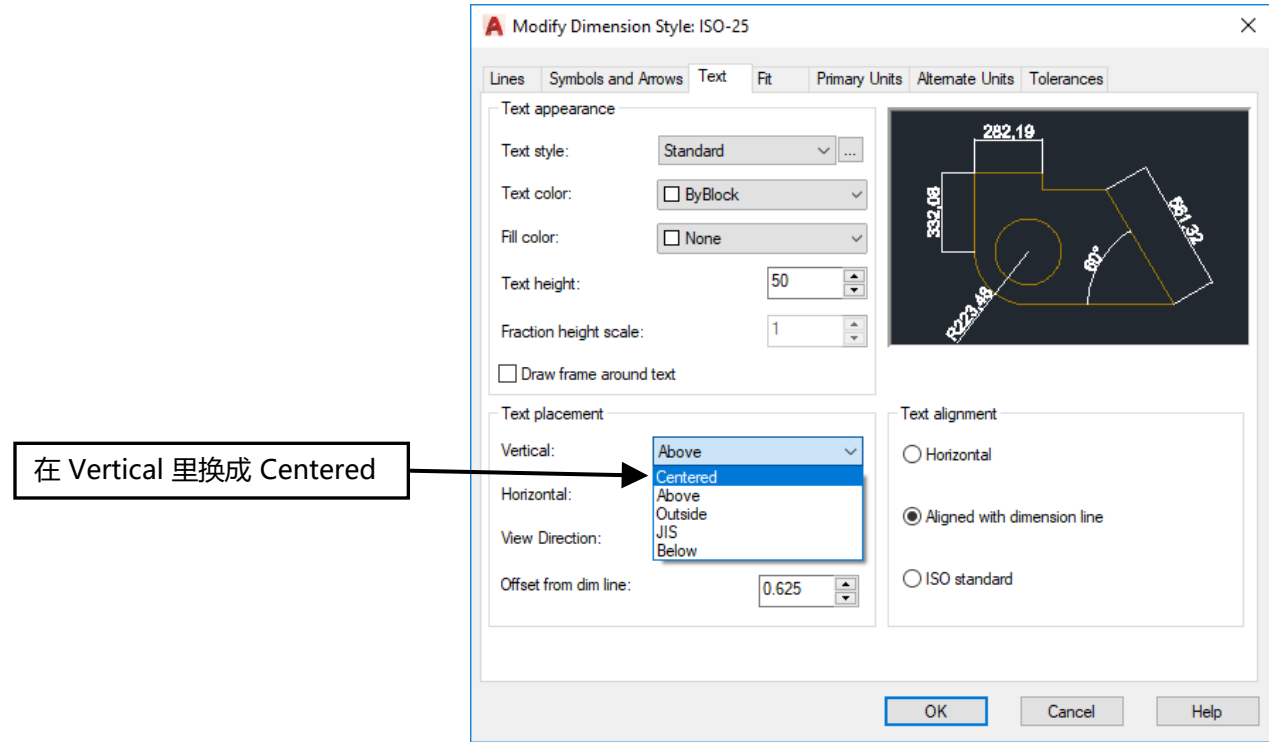 Modify Dimension Style: ISO-25
Lines Symbols and Arrows Text Fit Primary Units Alternate Units Tolerances
Text appearance
Text style: Standard ...
Text color: ByBlock
Fill color: None
Text height: 50
Fraction height scale: 1
Draw frame around text
282,19
332,08
661,32
60°
R223,48
Text placement
Vertical: Above
Centered
Above
Outside
JIS
Below
Horizontal:
View Direction:
Offset from dim line: 0.625
在 Vertical 里换成 Centered
Text alignment
Horizontal
Aligned with dimension line
ISO standard
OK Cancel Help